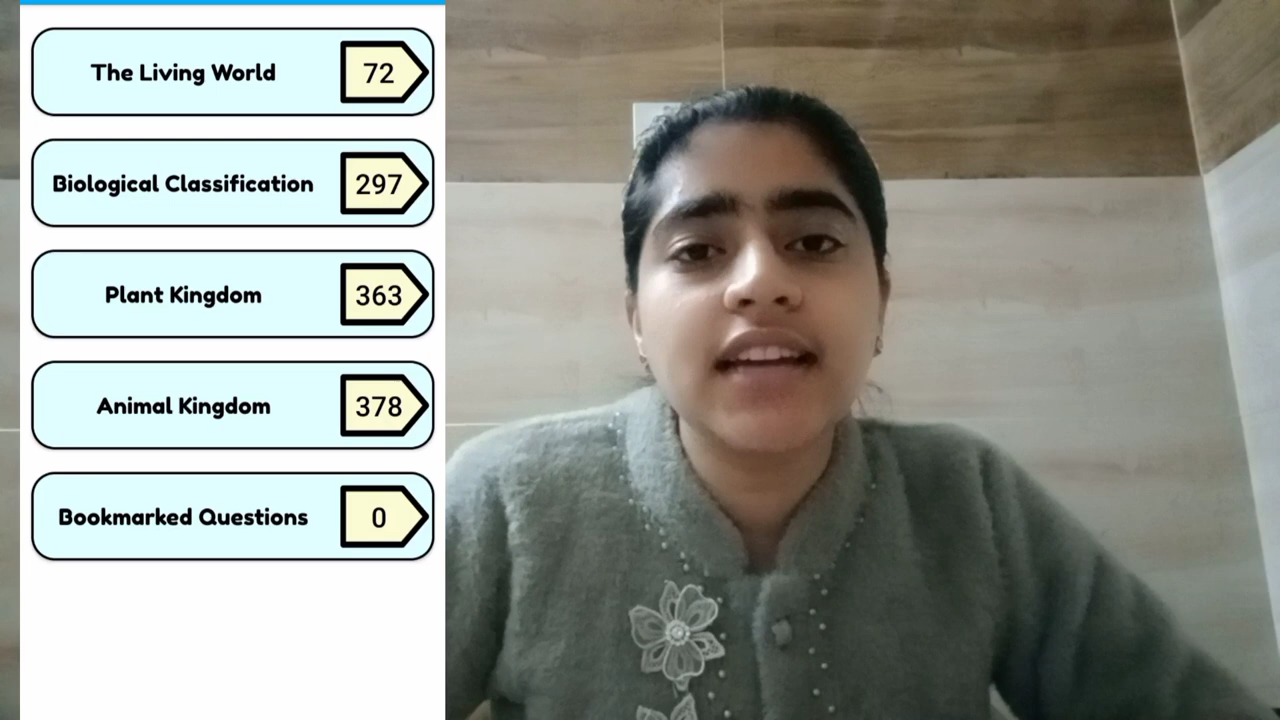 The Living World 72
Biological Classification 297
Plant Kingdom 363
Animal Kingdom 378
Bookmarked Questions 0